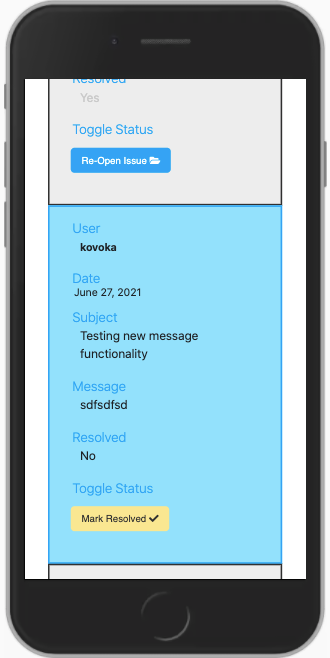 Resolved
Yes
Toggle Status
Re-Open Issue
User
kovoka
Date
June 27, 2021
Subject
Testing new message
functionality
Message
sdfsdfsd
Resolved
No
Toggle Status
Mark Resolved